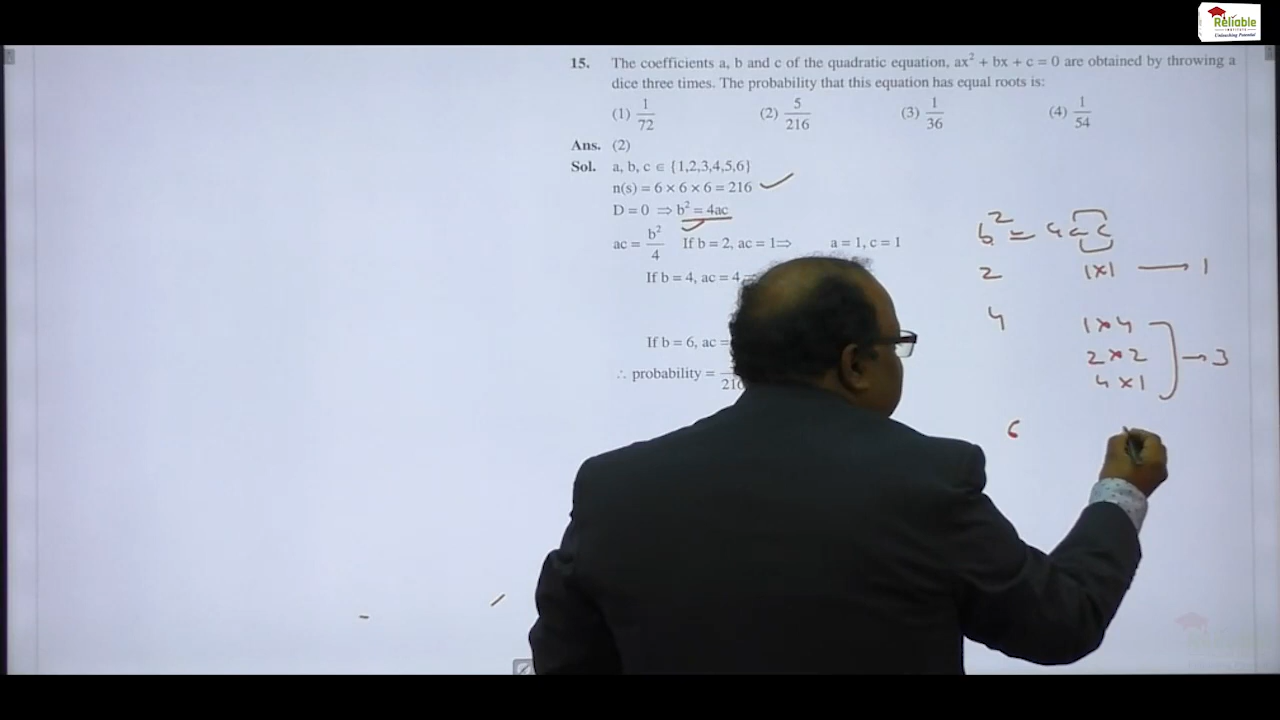 Reliable
INSTITUTE
Unleashing Potential
15. The coefficients a, b and c of the quadratic equation, ax² + bx + c = 0 are obtained by throwing a
dice three times. The probability that this equation has equal roots is:
(1) 1/72 (2) 5/216 (3) 1/36 (4) 1/54
Ans. (2)
Sol. a, b, c ∈ {1,2,3,4,5,6}
n(s) = 6 × 6 × 6 = 216
D = 0 ⇒ b² = 4ac
ac = b²/4 If b = 2, ac = 1⇒ a = 1, c = 1
If b = 4, ac = 4
If b = 6, ac =
∴ probability =
b² = 4ac
2 1×1 → 1
4 1×4
2×2 → 3
4×1
6